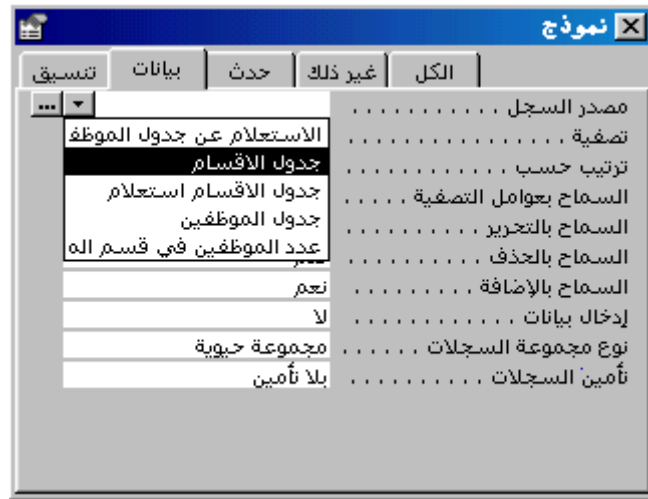 نموذج
تنسيق بيانات حدث غير ذلك الكل
مصدر السجل . . . . . . . . . . .
الاستعلام عن جدول الموظف
جدول الاقسام
جدول الاقسام استعلام
جدول الموظفين
عدد الموظفين في قسم الم
تصفية . . . . . . . . . . . . . . .
ترتيب حسب . . . . . . . . . . . .
السماح بعوامل التصفية . . . . .
السماح بالتحرير . . . . . . . . . .
السماح بالحذف . . . . . . . . . .
السماح بالإضافة . . . . . . . . . نعم
إدخال بيانات . . . . . . . . . . . . لا
نوع مجموعة السجلات . . . . . . مجموعة حيوية
تأمين السجلات . . . . . . . . . . بلا تأمين